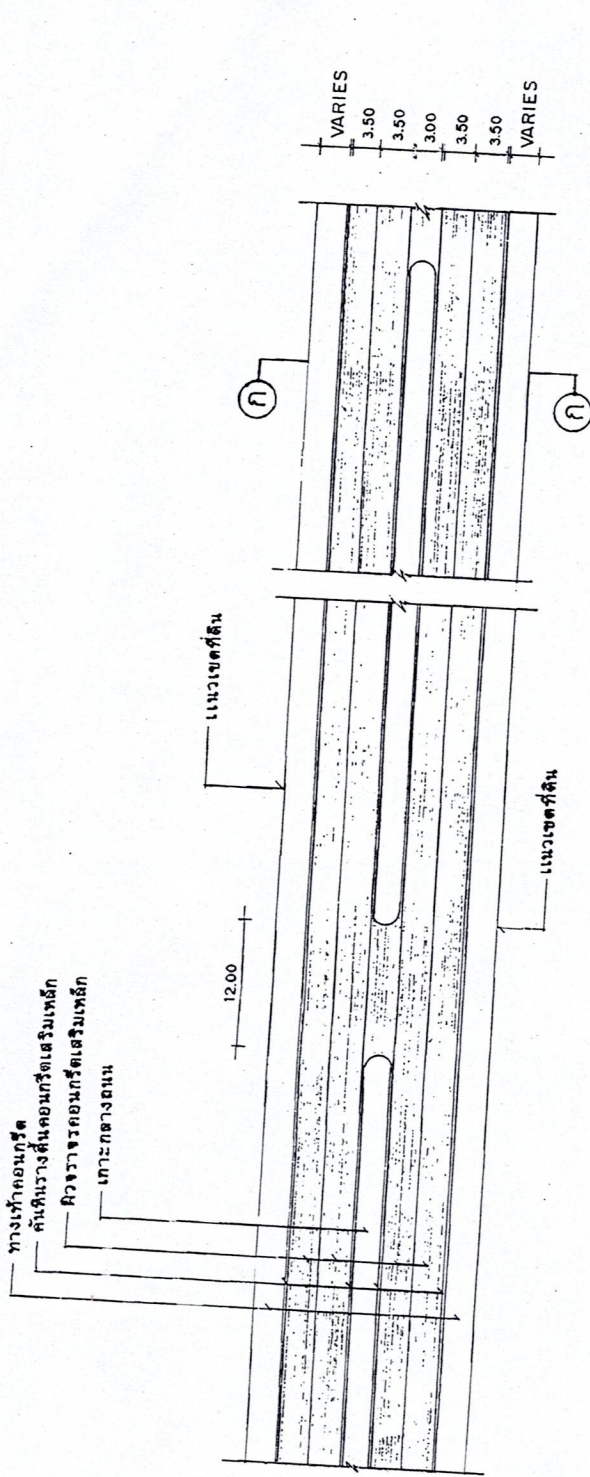 ทางเท้าคอนกรีต
คันหินรางตื้นคอนกรีตเสริมเหล็ก
ผิวจราจรคอนกรีตเสริมเหล็ก
เกาะกลางถนน
12.00
แนวเขตที่ดิน
แนวเขตที่ดิน
ก
ก
VARIES
3.50
3.50
3.00
3.50
3.50
VARIES